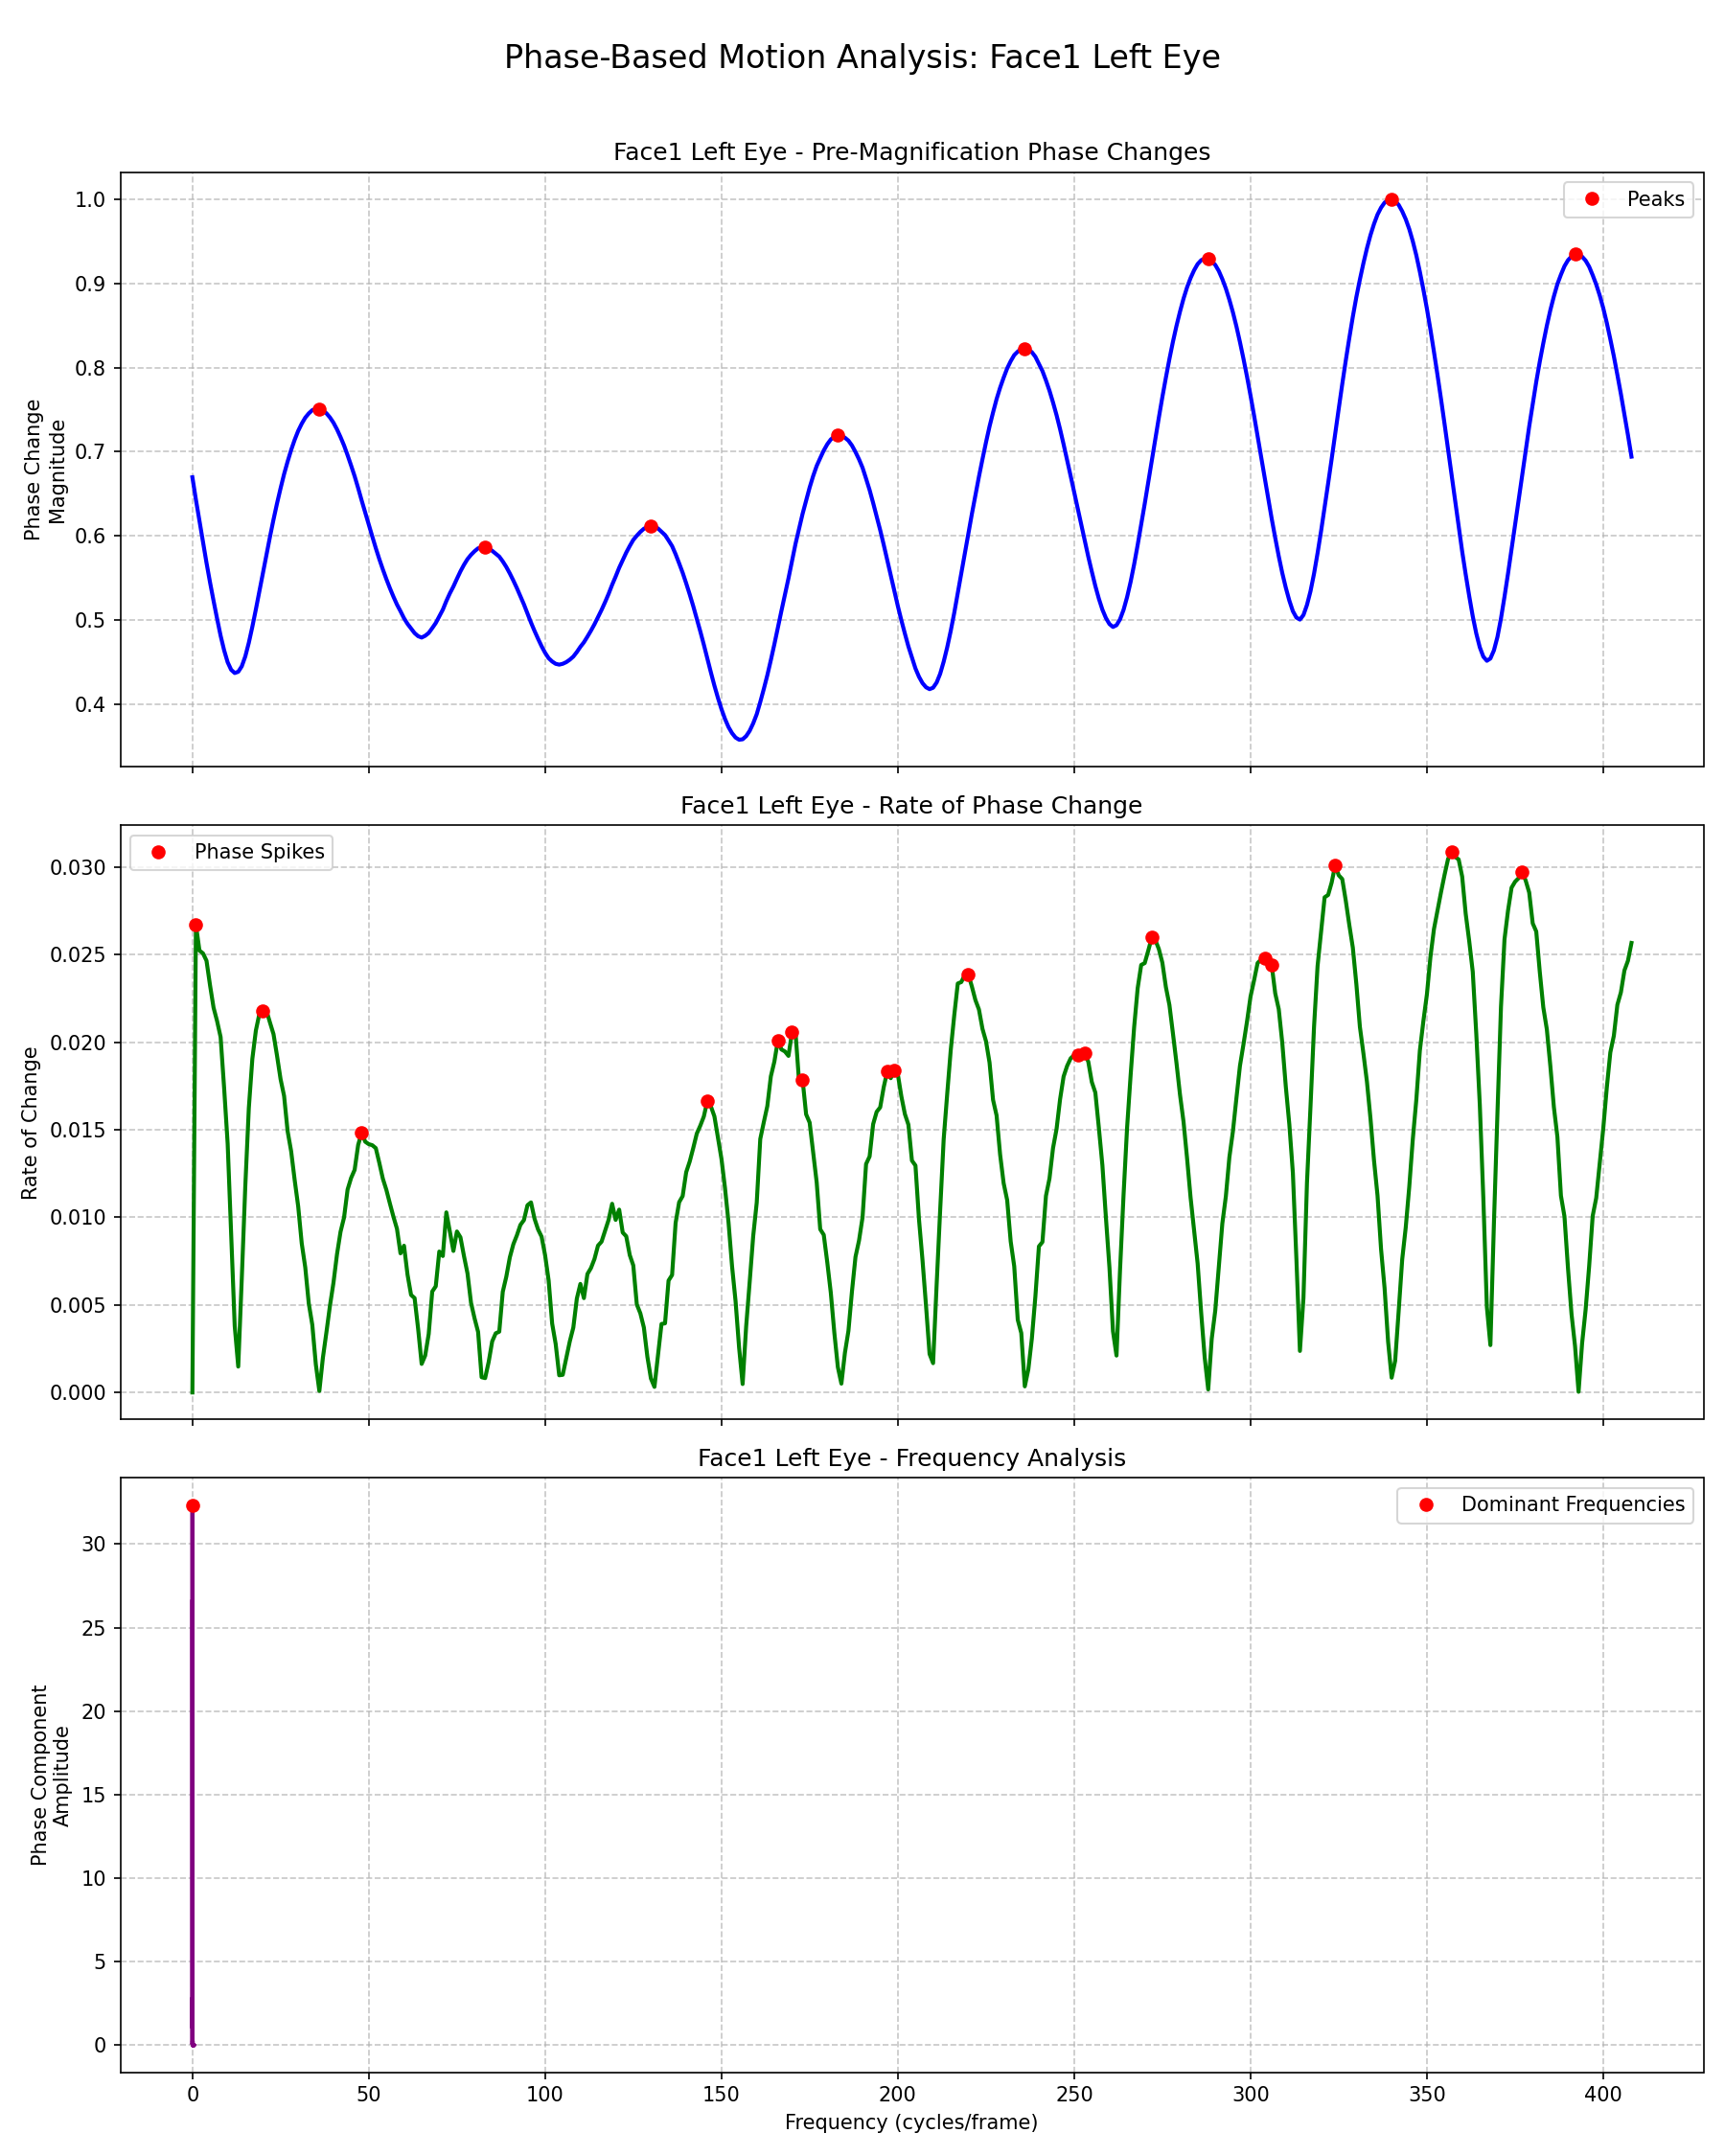 Phase-Based Motion Analysis: Face1 Left Eye
Face1 Left Eye - Pre-Magnification Phase Changes
Peaks
Phase Change
Magnitude
1.0
0.9
0.8
0.7
0.6
0.5
0.4
Face1 Left Eye - Rate of Phase Change
Phase Spikes
Rate of Change
0.030
0.025
0.020
0.015
0.010
0.005
0.000
Face1 Left Eye - Frequency Analysis
Dominant Frequencies
Phase Component
Amplitude
30
25
20
15
10
5
0
0 50 100 150 200 250 300 350 400
Frequency (cycles/frame)